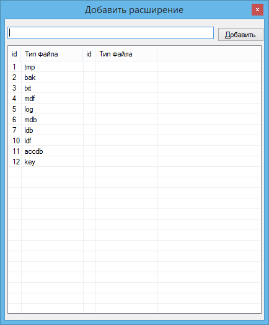 Добавить расширение
Добавить
id Тип Файла id Тип Файла
1 tmp
2 bak
3 txt
4 mdf
5 log
6 mdb
7 ldb
10 ldf
11 accdb
12 key